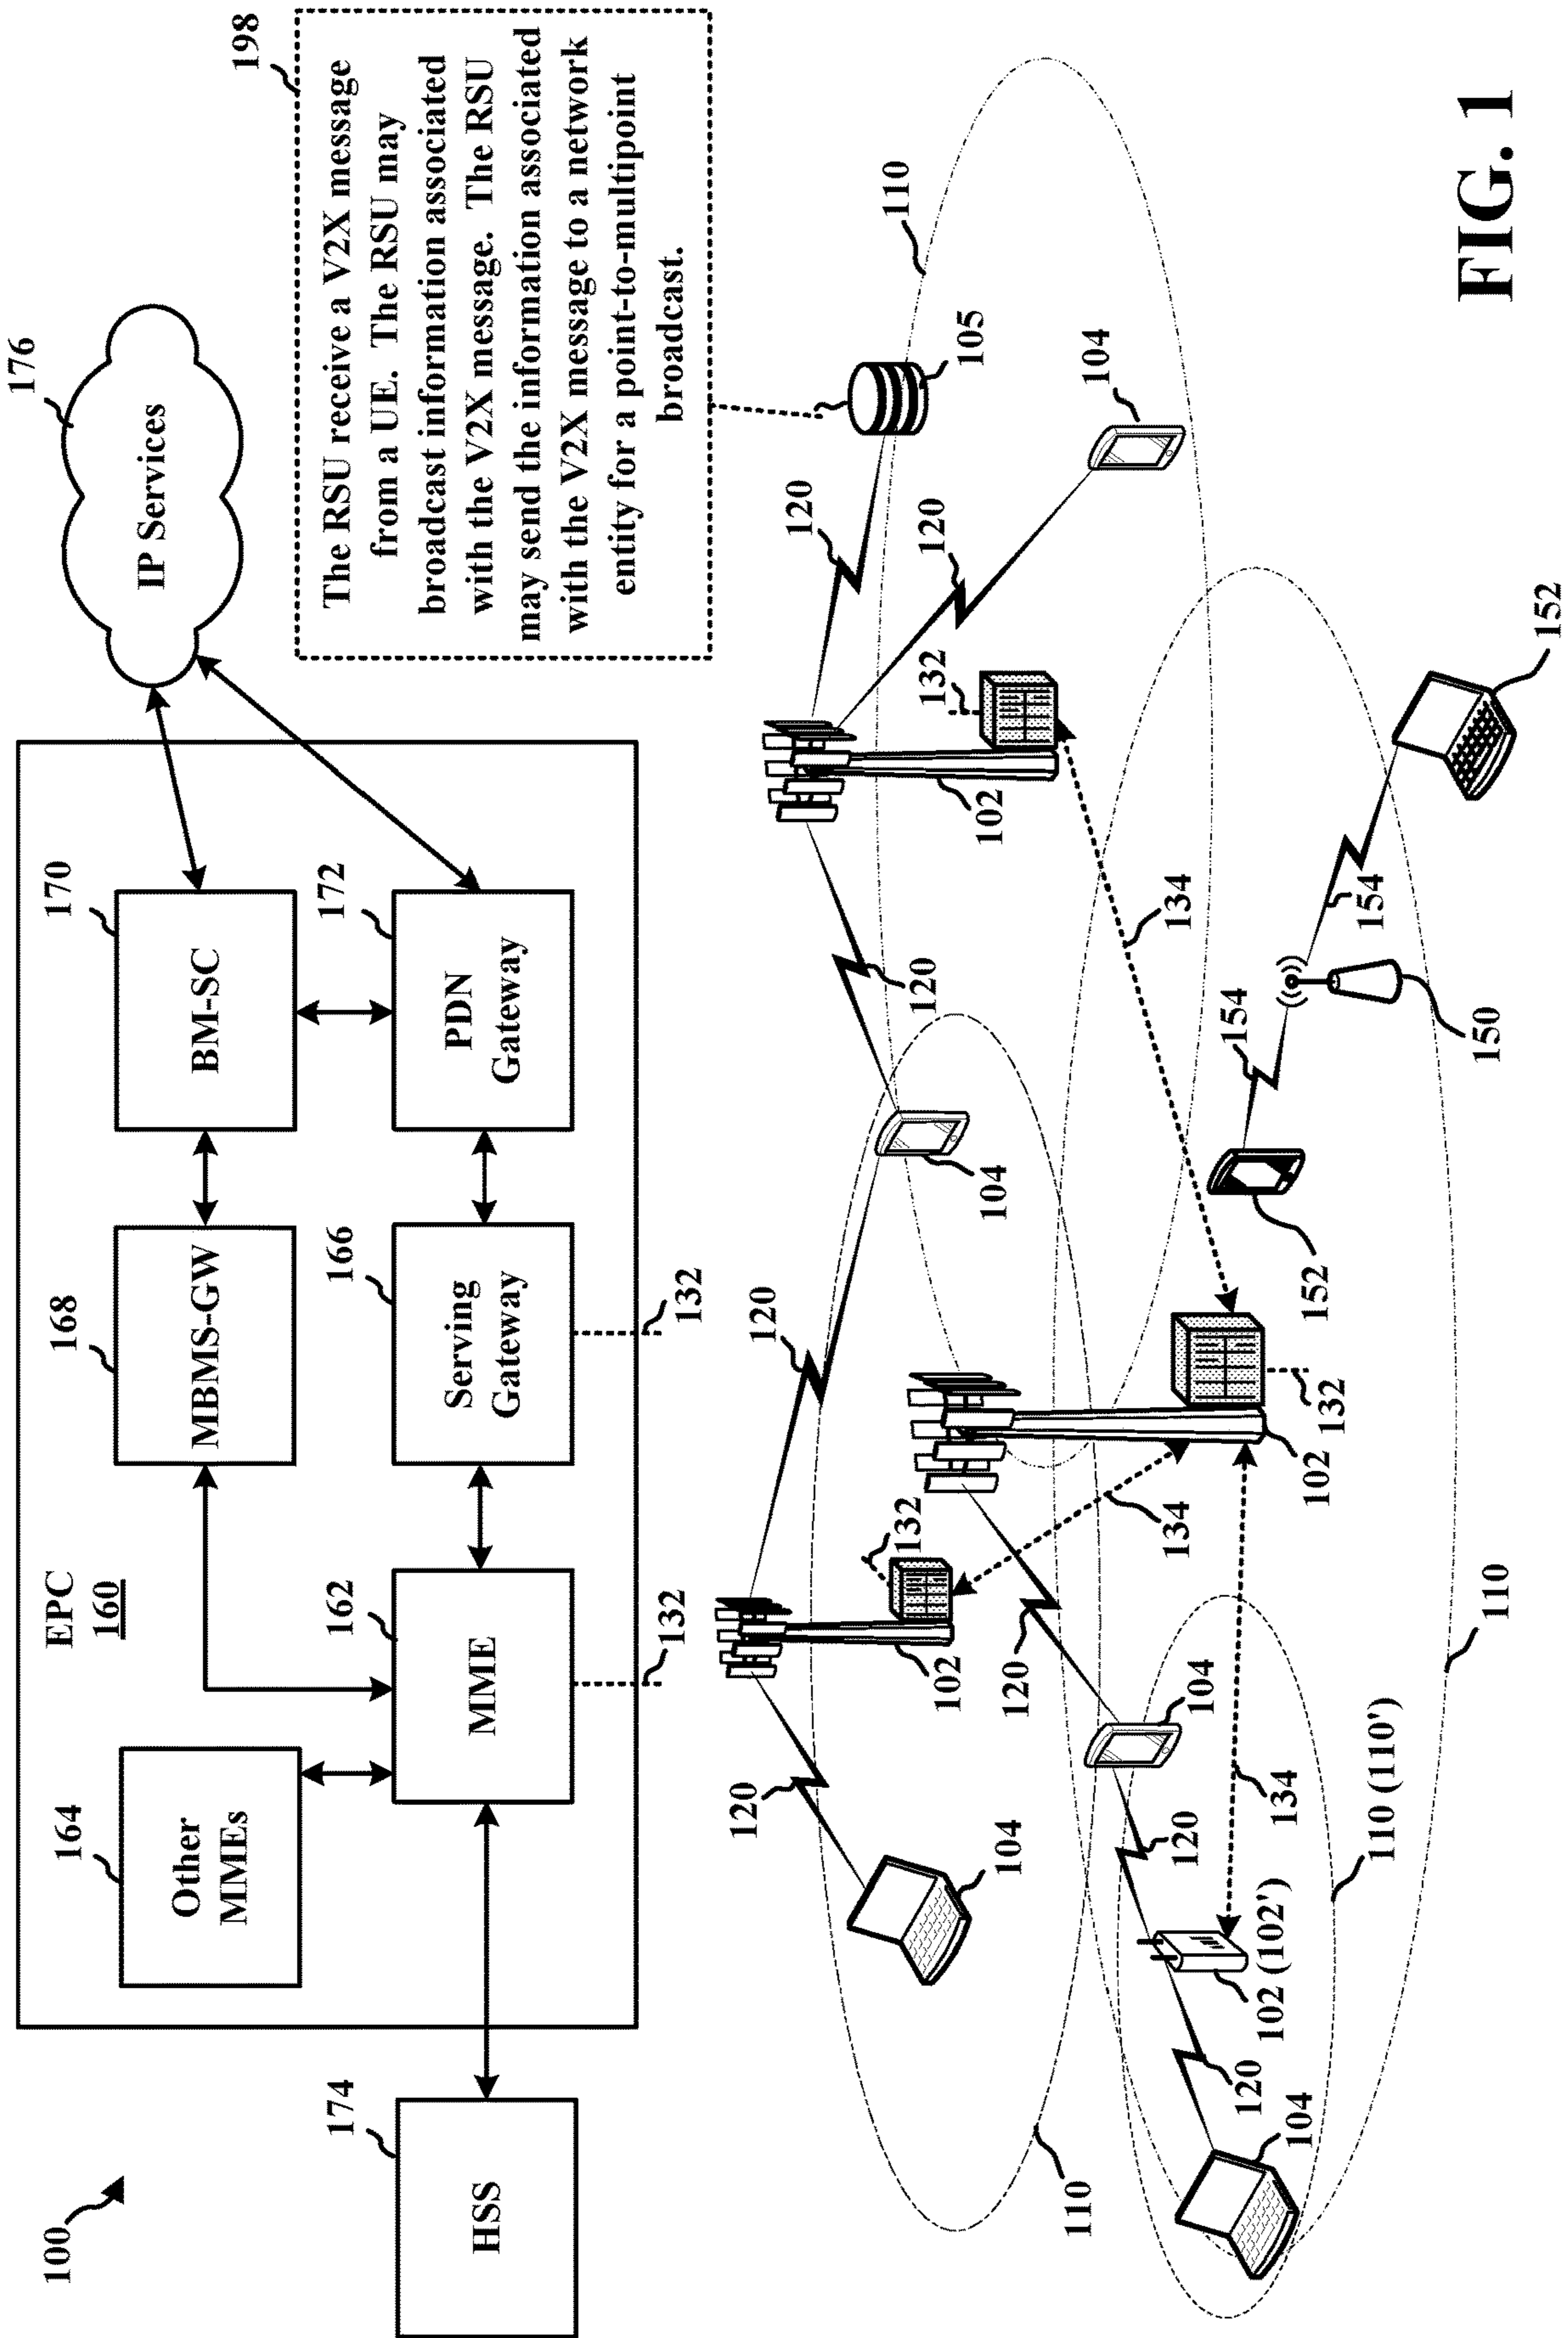 100
174
HSS
EPC
160
164
Other
MMEs
162
MME
132
168
MBMS-GW
166
Serving
Gateway
132
170
BM-SC
172
PDN
Gateway
176
IP Services
198
The RSU receive a V2X message
from a UE. The RSU may
broadcast information associated
with the V2X message. The RSU
may send the information associated
with the V2X message to a network
entity for a point-to-multipoint
broadcast.
110
104
120
102
132
120
104
120
102
132
120
120
105
104
110
134
120
104
120
102 (102')
120
104
134
110 (110')
134
102
132
110
152
154
150
154
152
FIG. 1